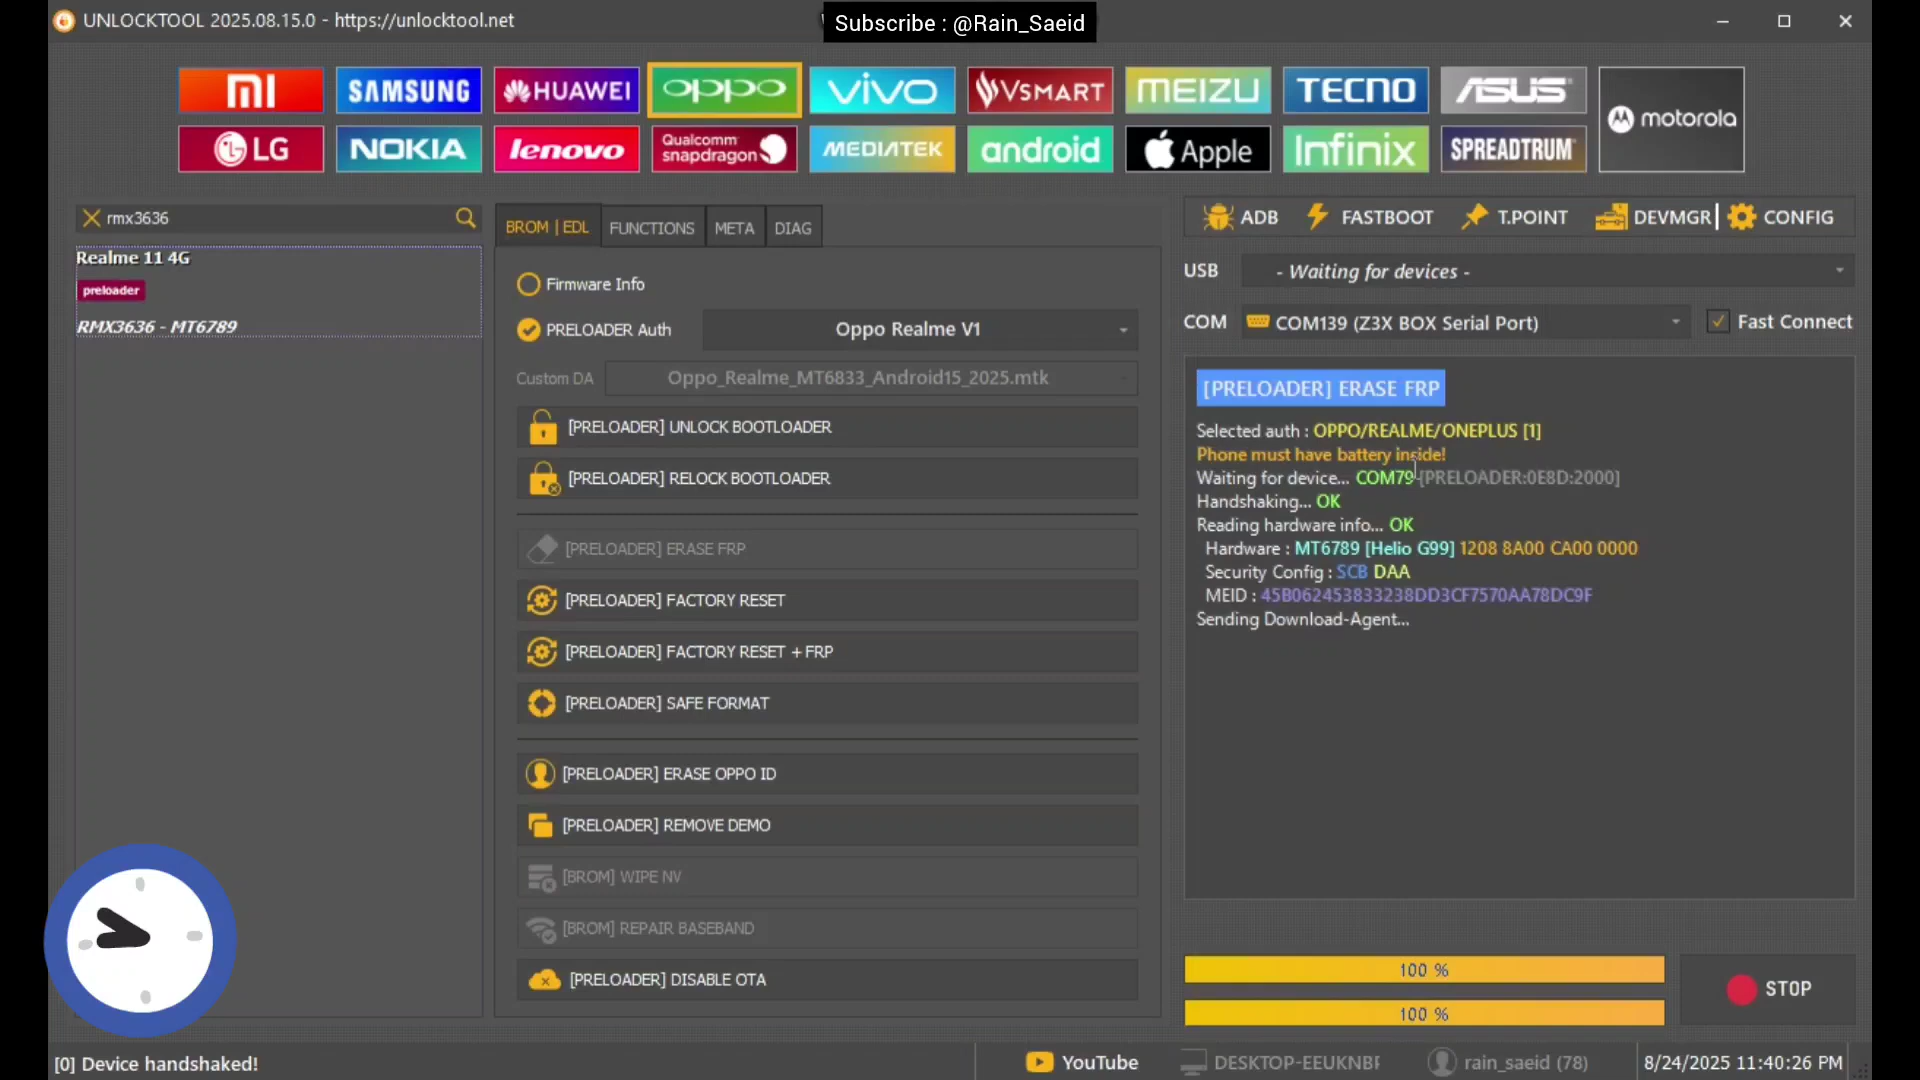 UNLOCKTOOL 2025.08.15.0 - https://unlocktool.net
Subscribe : @Rain_Saeid
MI
SAMSUNG
HUAWEI
oppo
vivo
VSMART
MEIZU
TECNO
ASUS
motorola
LG
NOKIA
lenovo
Qualcomm
snapdragon
MEDIATEK
android
Apple
Infinix
SPREADTRUM
rmx3636
Realme 11 4G
preloader
RMX3636 - MT6789
BROM | EDL
FUNCTIONS
META
DIAG
Firmware Info
PRELOADER Auth
Oppo Realme V1
Custom DA
Oppo_Realme_MT6833_Android15_2025.mtk
[PRELOADER] UNLOCK BOOTLOADER
[PRELOADER] RELOCK BOOTLOADER
[PRELOADER] ERASE FRP
[PRELOADER] FACTORY RESET
[PRELOADER] FACTORY RESET + FRP
[PRELOADER] SAFE FORMAT
[PRELOADER] ERASE OPPO ID
[PRELOADER] REMOVE DEMO
[BROM] WIPE NV
[BROM] REPAIR BASEBAND
[PRELOADER] DISABLE OTA
ADB
FASTBOOT
T.POINT
DEVMGR
CONFIG
USB
- Waiting for devices -
COM
COM139 (Z3X BOX Serial Port)
Fast Connect
[PRELOADER] ERASE FRP
Selected auth : OPPO/REALME/ONEPLUS [1]
Phone must have battery inside!
Waiting for device... COM79 [PRELOADER:0E8D:2000]
Handshaking... OK
Reading hardware info... OK
Hardware : MT6789 [Helio G99] 1208 8A00 CA00 0000
Security Config : SCB DAA
MEID : 45B062453833238DD3CF7570AA78DC9F
Sending Download-Agent...
100 %
100 %
STOP
[0] Device handshaked!
YouTube
DESKTOP-EEUKNBF
rain_saeid (78)
8/24/2025 11:40:26 PM